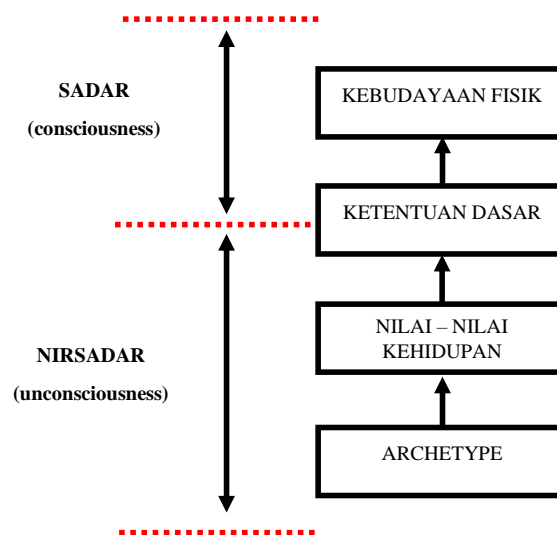 SADAR
(consciousness)
KEBUDAYAAN FISIK
KETENTUAN DASAR
NILAI – NILAI
KEHIDUPAN
NIRSADAR
(unconsciousness)
ARCHETYPE